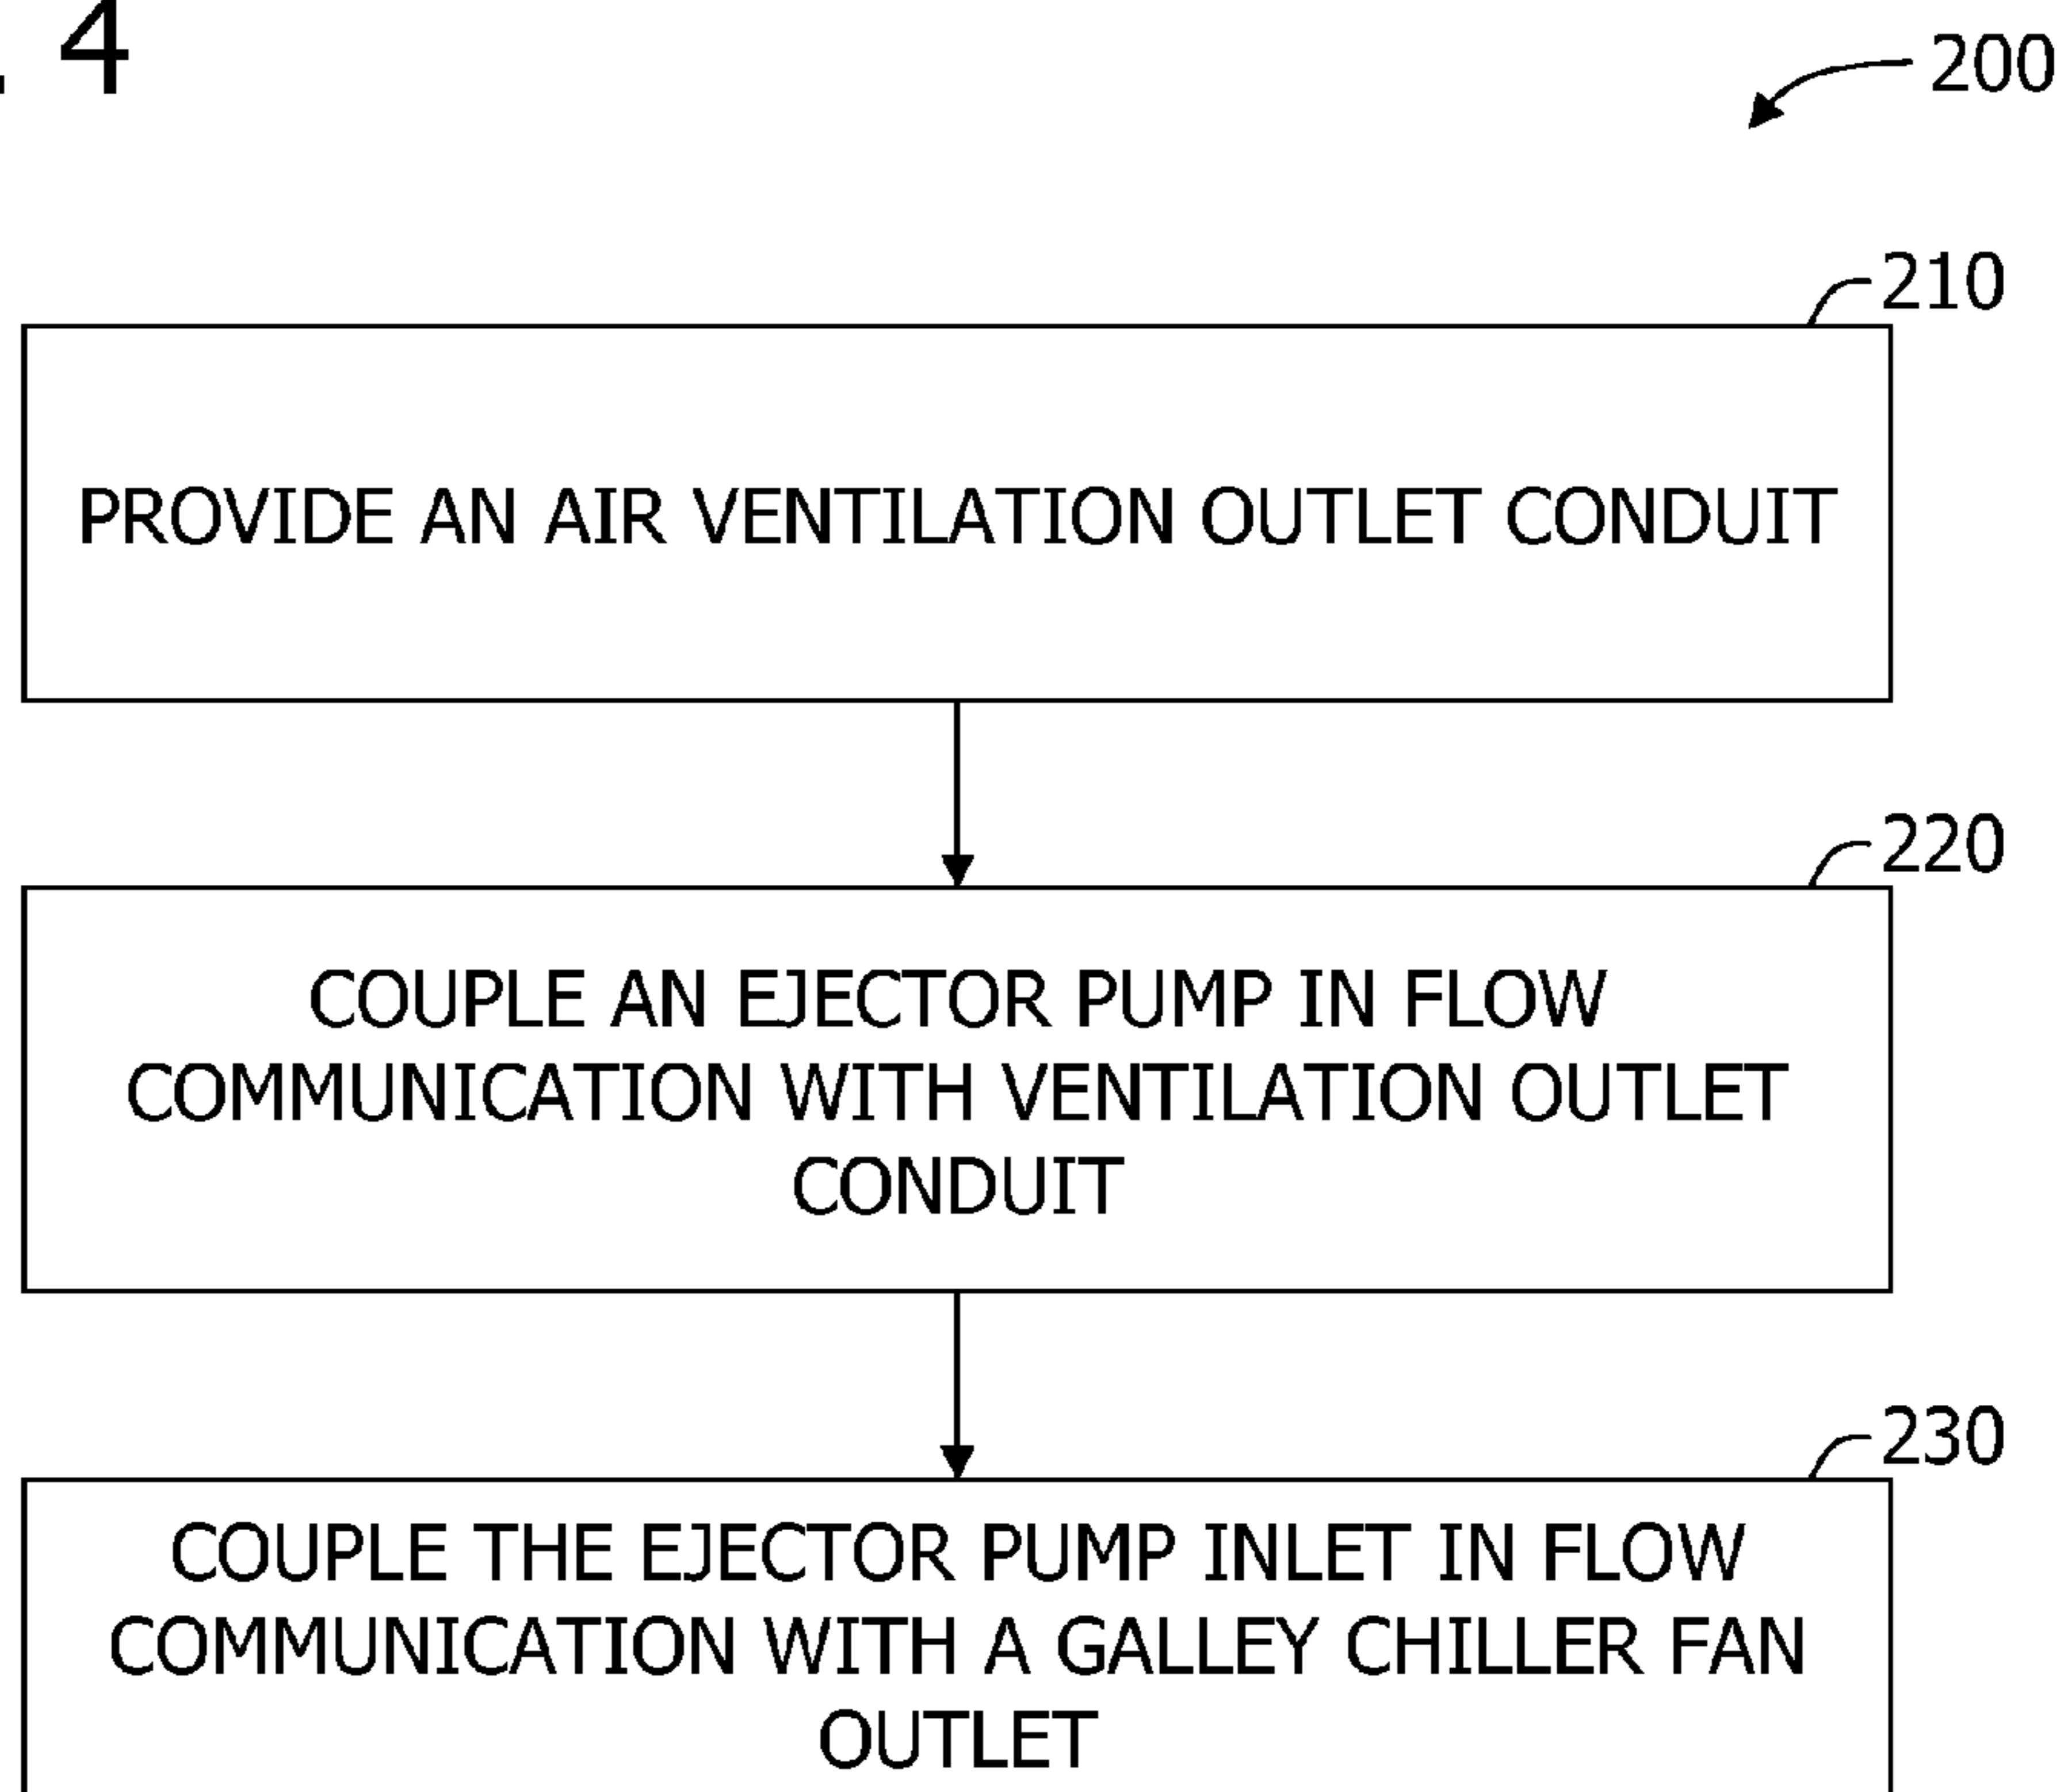 . 4
200
210
PROVIDE AN AIR VENTILATION OUTLET CONDUIT
220
COUPLE AN EJECTOR PUMP IN FLOW
COMMUNICATION WITH VENTILATION OUTLET
CONDUIT
230
COUPLE THE EJECTOR PUMP INLET IN FLOW
COMMUNICATION WITH A GALLEY CHILLER FAN
OUTLET